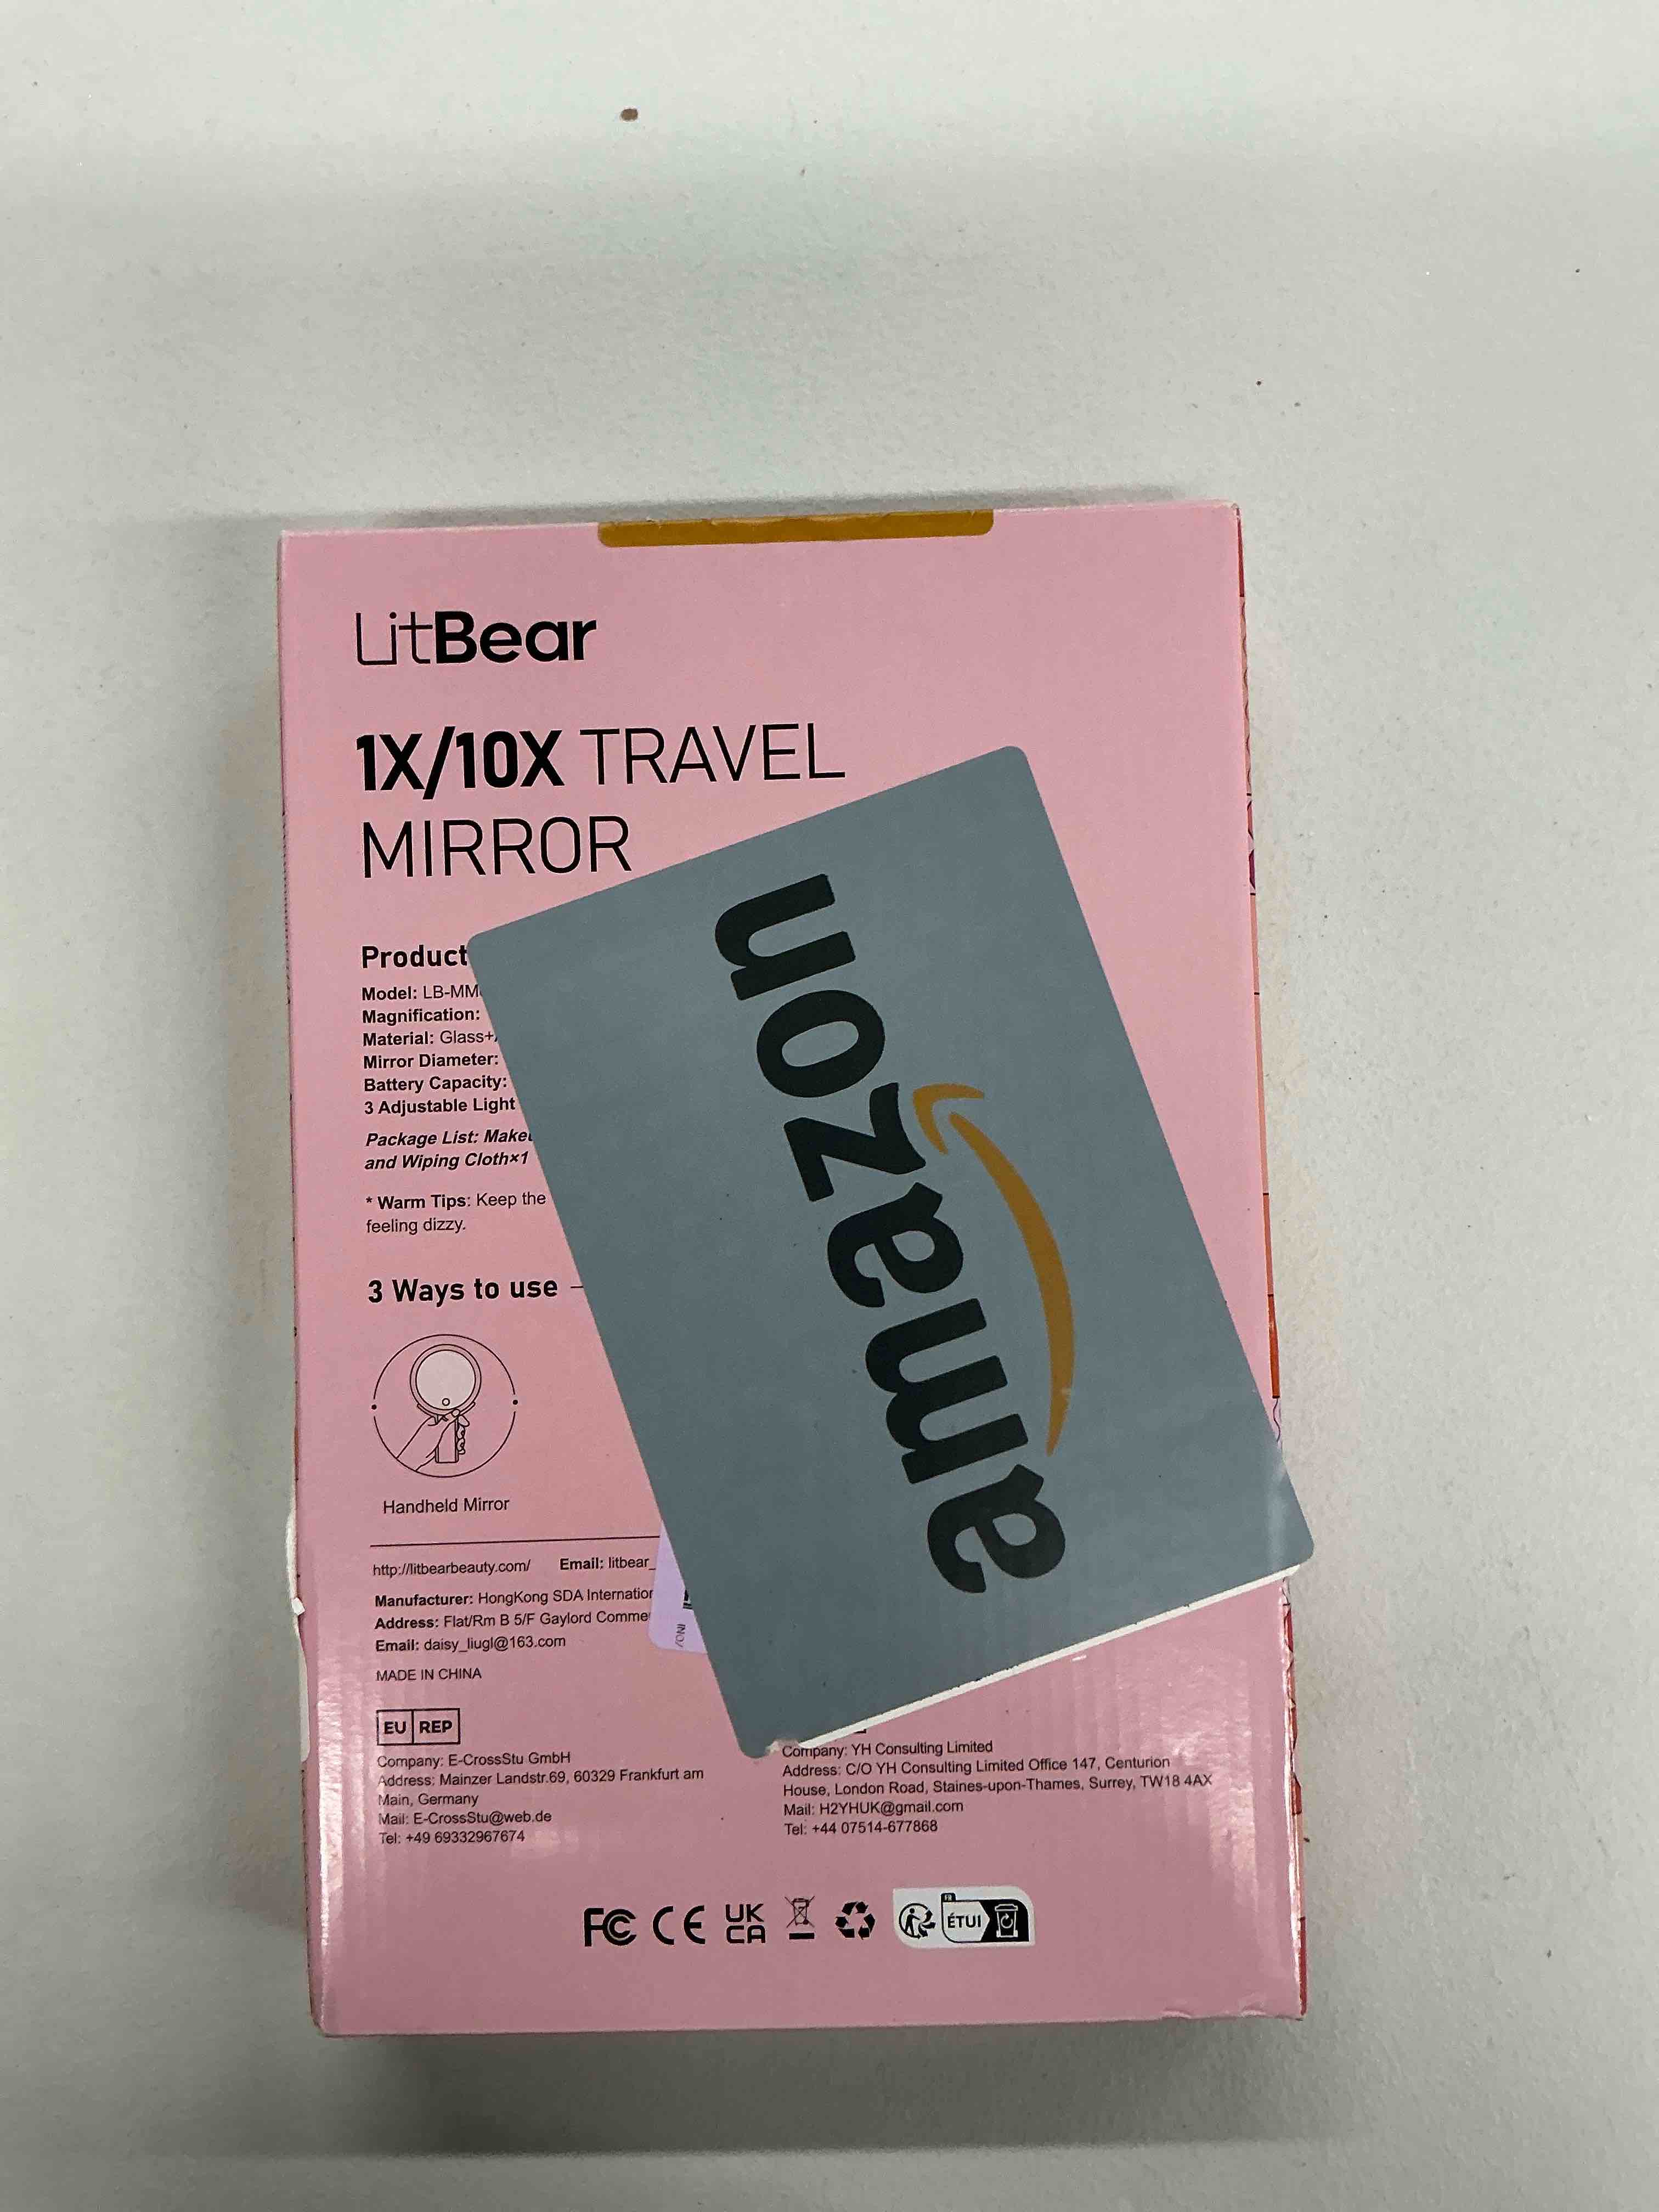 LitBear
1X/10X TRAVEL
MIRROR
Product
Model:
Magnification:
Material: Glass+
Mirror Diameter:
Battery Capacity:
3 Adjustable Light
Package List:
and Wiping Cloth×1
* Warm Tips: Keep the
feeling dizzy.
3 Ways to use
Handheld Mirror
http://litbearbeauty.com/ Email: litbear_
Manufacturer: HongKong SDA
Address: Flat/Rm B 5/F Gaylord
Email: daisy_liugl@163.com
MADE IN CHINA
EU REP
Company: E-CrossStu GmbH
Address: Mainzer Landstr.69, 60329 Frankfurt am
Main, Germany
Mail: E-CrossStu@web.de
Tel: +49 69332967674
Company: YH Consulting Limited
Address: C/O YH Consulting Limited Office 147, Centurion
House, London Road, Staines-upon-Thames, Surrey, TW18 4AX
Mail: H2YHUK@gmail.com
Tel: +44 07514-677868
FC CE UK CA FR ÉTUI
amazon